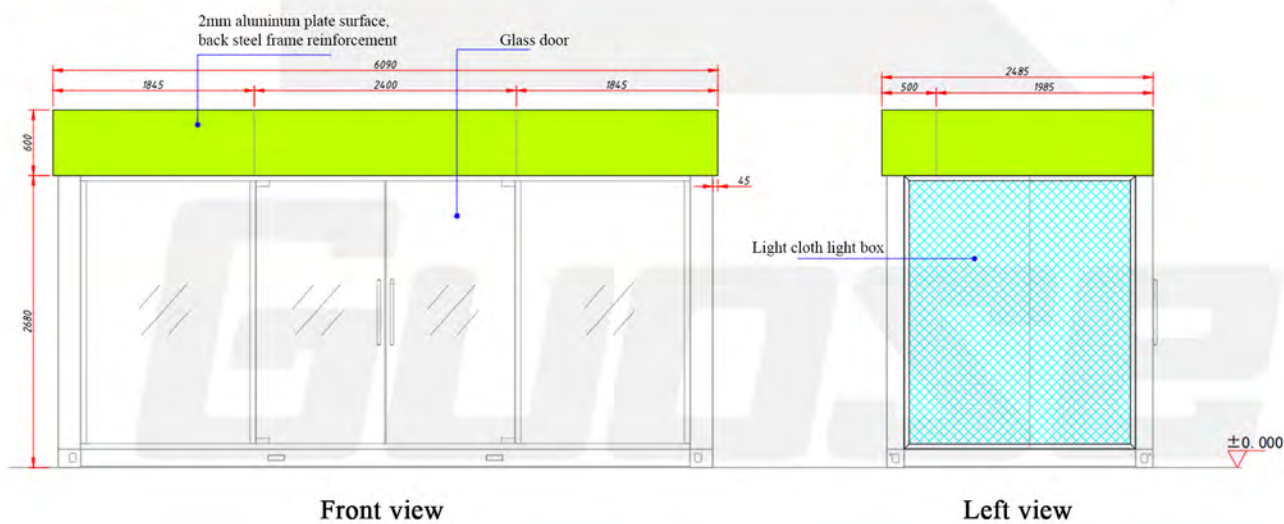 2mm aluminum plate surface,
back steel frame reinforcement
Glass door
6090
2485
1845
2400
1845
500
1985
600
45
Light cloth light box
2680
Guose
±0.000
Front view
Left view